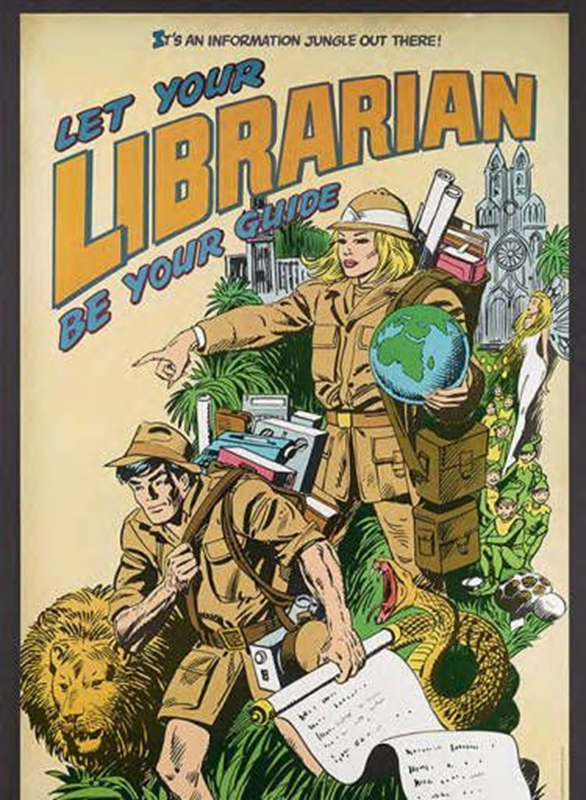 IT'S AN INFORMATION JUNGLE OUT THERE!
LET YOUR
LIBRARIAN
BE YOUR GUIDE